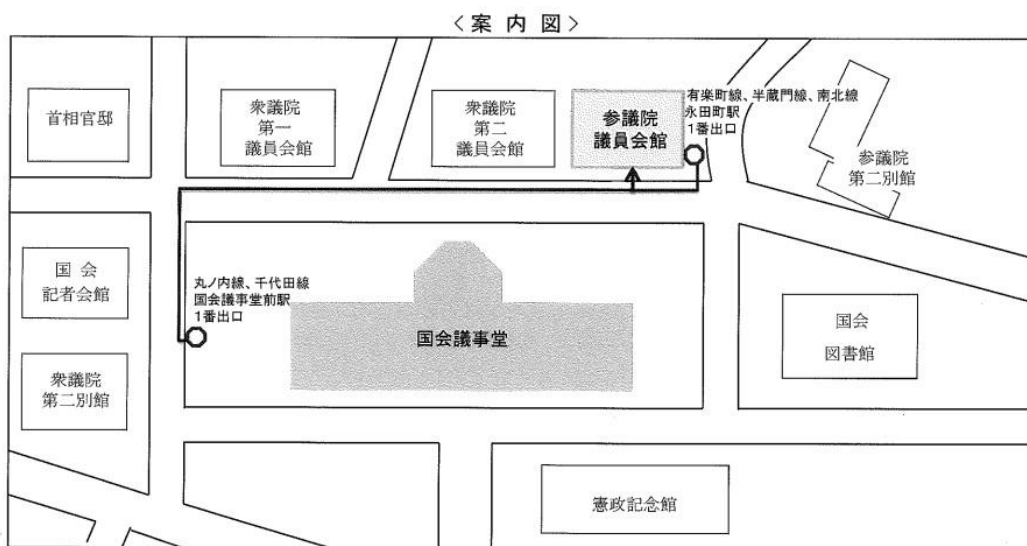 <案内図>
首相官邸
衆議院
第一
議員会館
衆議院
第二
議員会館
参議院
議員会館
有楽町線、半蔵門線、南北線
永田町駅
1番出口
参議院
第二別館
国会
記者会館
丸ノ内線、千代田線
国会議事堂前駅
1番出口
国会議事堂
国会
図書館
衆議院
第二別館
憲政記念館